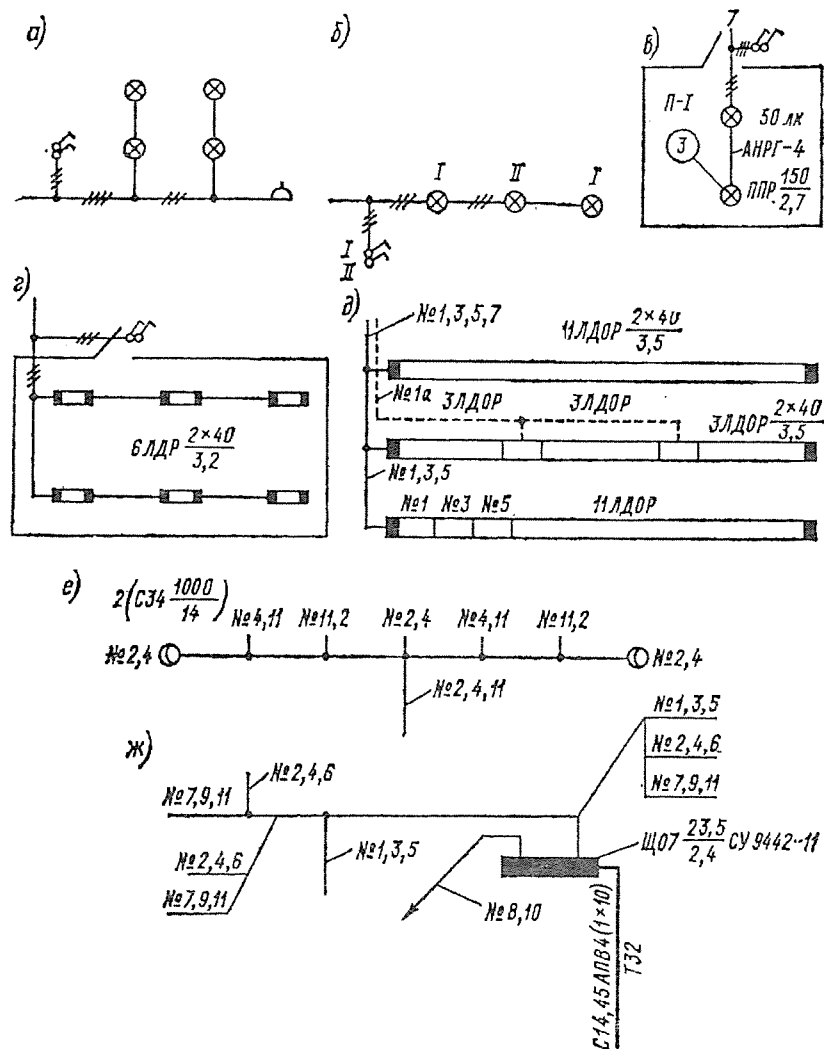 а)
б)
в)
7
П-I
50 лк
3
АНРГ-4
ППР 150/2,7
I
II
I
I
II
г)
6ЛДР 2×40/3,2
д)
№1,3,5,7
11ЛДОР 2×40/3,5
№1а
3ЛДОР
3ЛДОР
3ЛДОР 2×40/3,5
№1,3,5
№1
№3
№5
11ЛДОР
е)
2(СЗ4 1000/14)
№4,11
№11,2
№2,4
№4,11
№11,2
№2,4
№2,4
№2,4,11
ж)
№1,3,5
№2,4,6
№7,9,11
№2,4,6
№7,9,11
№1,3,5
№2,4,6
№7,9,11
ЩО7 23,5/2,4 СУ 9442-11
№8,10
С14,45АПВ4(1×10)
Т32